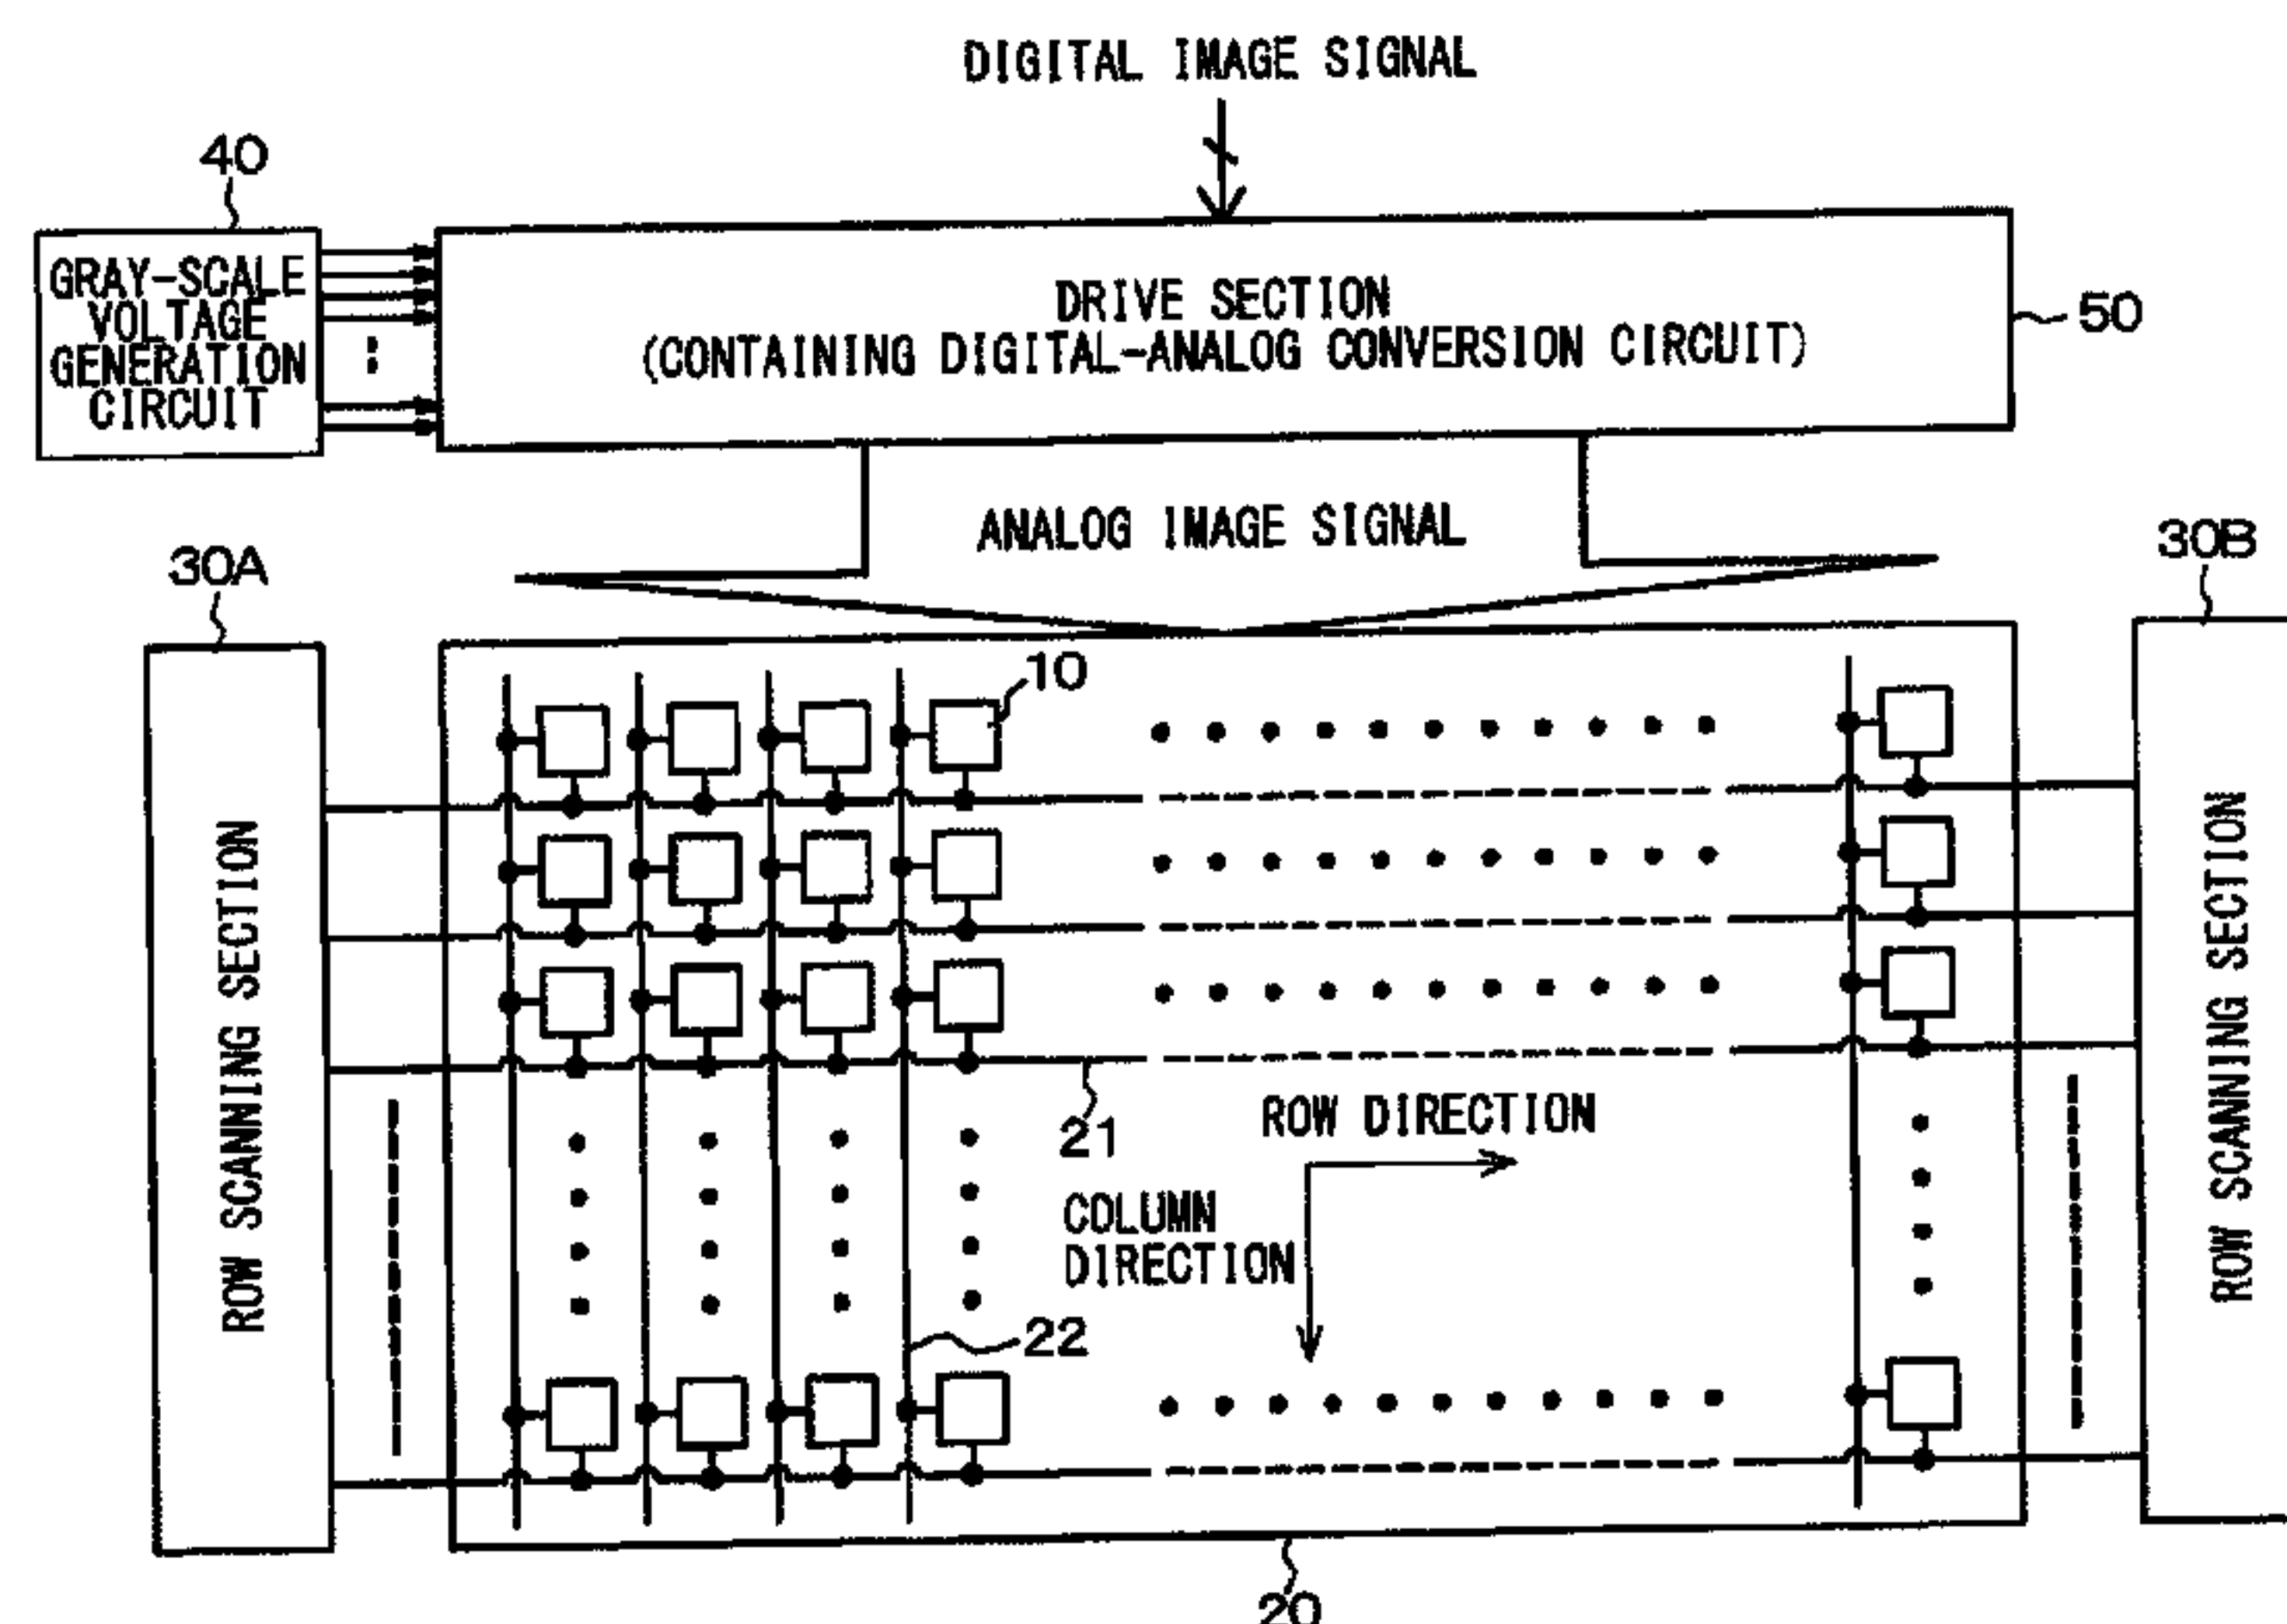 DIGITAL IMAGE SIGNAL
40
GRAY-SCALE
VOLTAGE
GENERATION
CIRCUIT
DRIVE SECTION
(CONTAINING DIGITAL-ANALOG CONVERSION CIRCUIT)
50
ANALOG IMAGE SIGNAL
30A
30B
10
ROW SCANNING SECTION
ROW SCANNING SECTION
21
ROW DIRECTION
COLUMN
DIRECTION
22
20